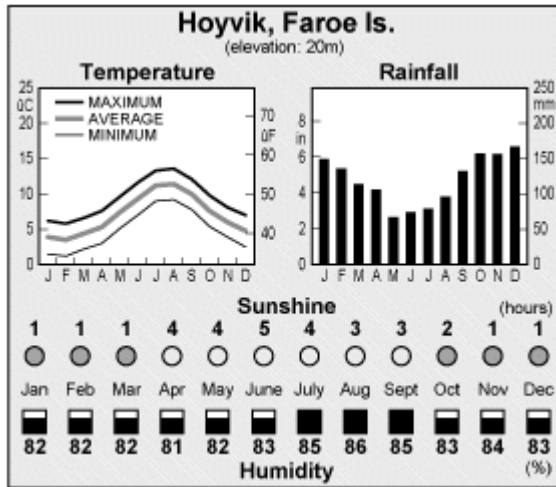 Hoyvik, Faroe Is.
(elevation: 20m)
Temperature
Rainfall
25
ûC
20
15
10
5
0
MAXIMUM
AVERAGE
MINIMUM
70
ûF
60
50
40
J F M A M J J A S O N D
8
in
6
4
2
0
250
mm
200
150
100
50
0
J F M A M J J A S O N D
Sunshine (hours)
1 1 1 4 4 5 4 3 3 2 1 1
Jan Feb Mar Apr May June July Aug Sept Oct Nov Dec
82 82 82 81 82 83 85 86 85 83 84 83
Humidity (%)